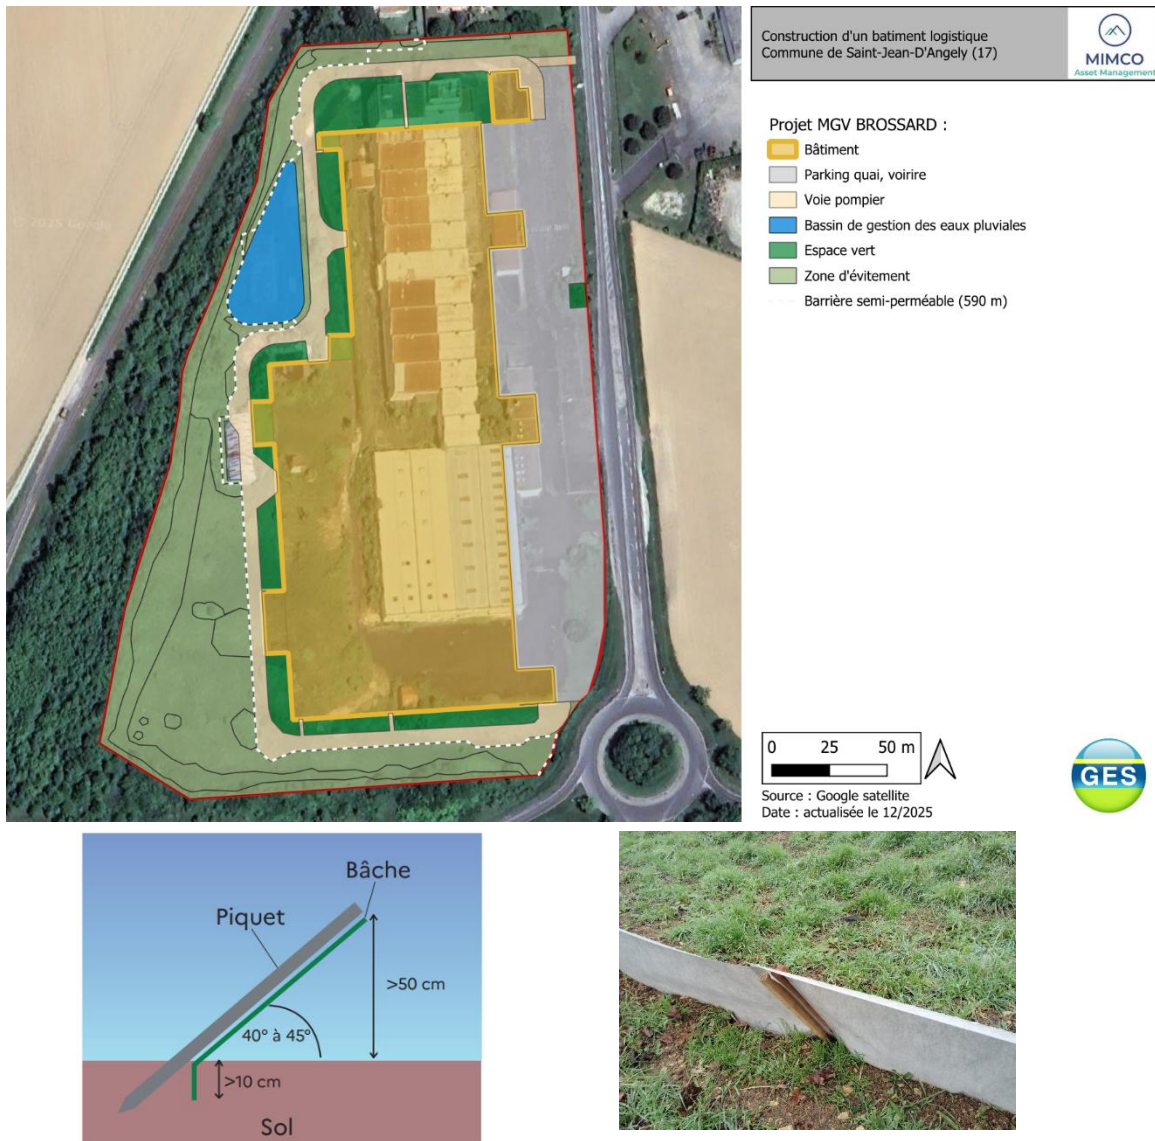 Construction d'un batiment logistique
Commune de Saint-Jean-D'Angely (17)
MIMCO
Asset Management
Projet MGV BROSSARD :
Bâtiment
Parking quai, voirire
Voie pompier
Bassin de gestion des eaux pluviales
Espace vert
Zone d'évitement
Barrière semi-perméable (590 m)
0 25 50 m
Source : Google satellite
Date : actualisée le 12/2025
GES
Bâche
Piquet
>50 cm
40° à 45°
>10 cm
Sol